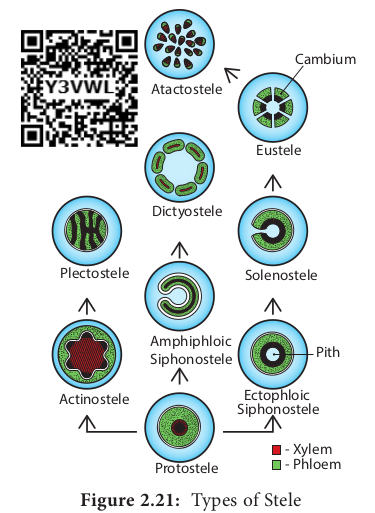 Y3VWL
Atactostele
Cambium
Eustele
Dictyostele
Plectostele
Solenostele
Amphiphloic
Siphonostele
Pith
Actinostele
Ectophloic
Siphonostele
Protostele
- Xylem
- Phloem
Figure 2.21: Types of Stele